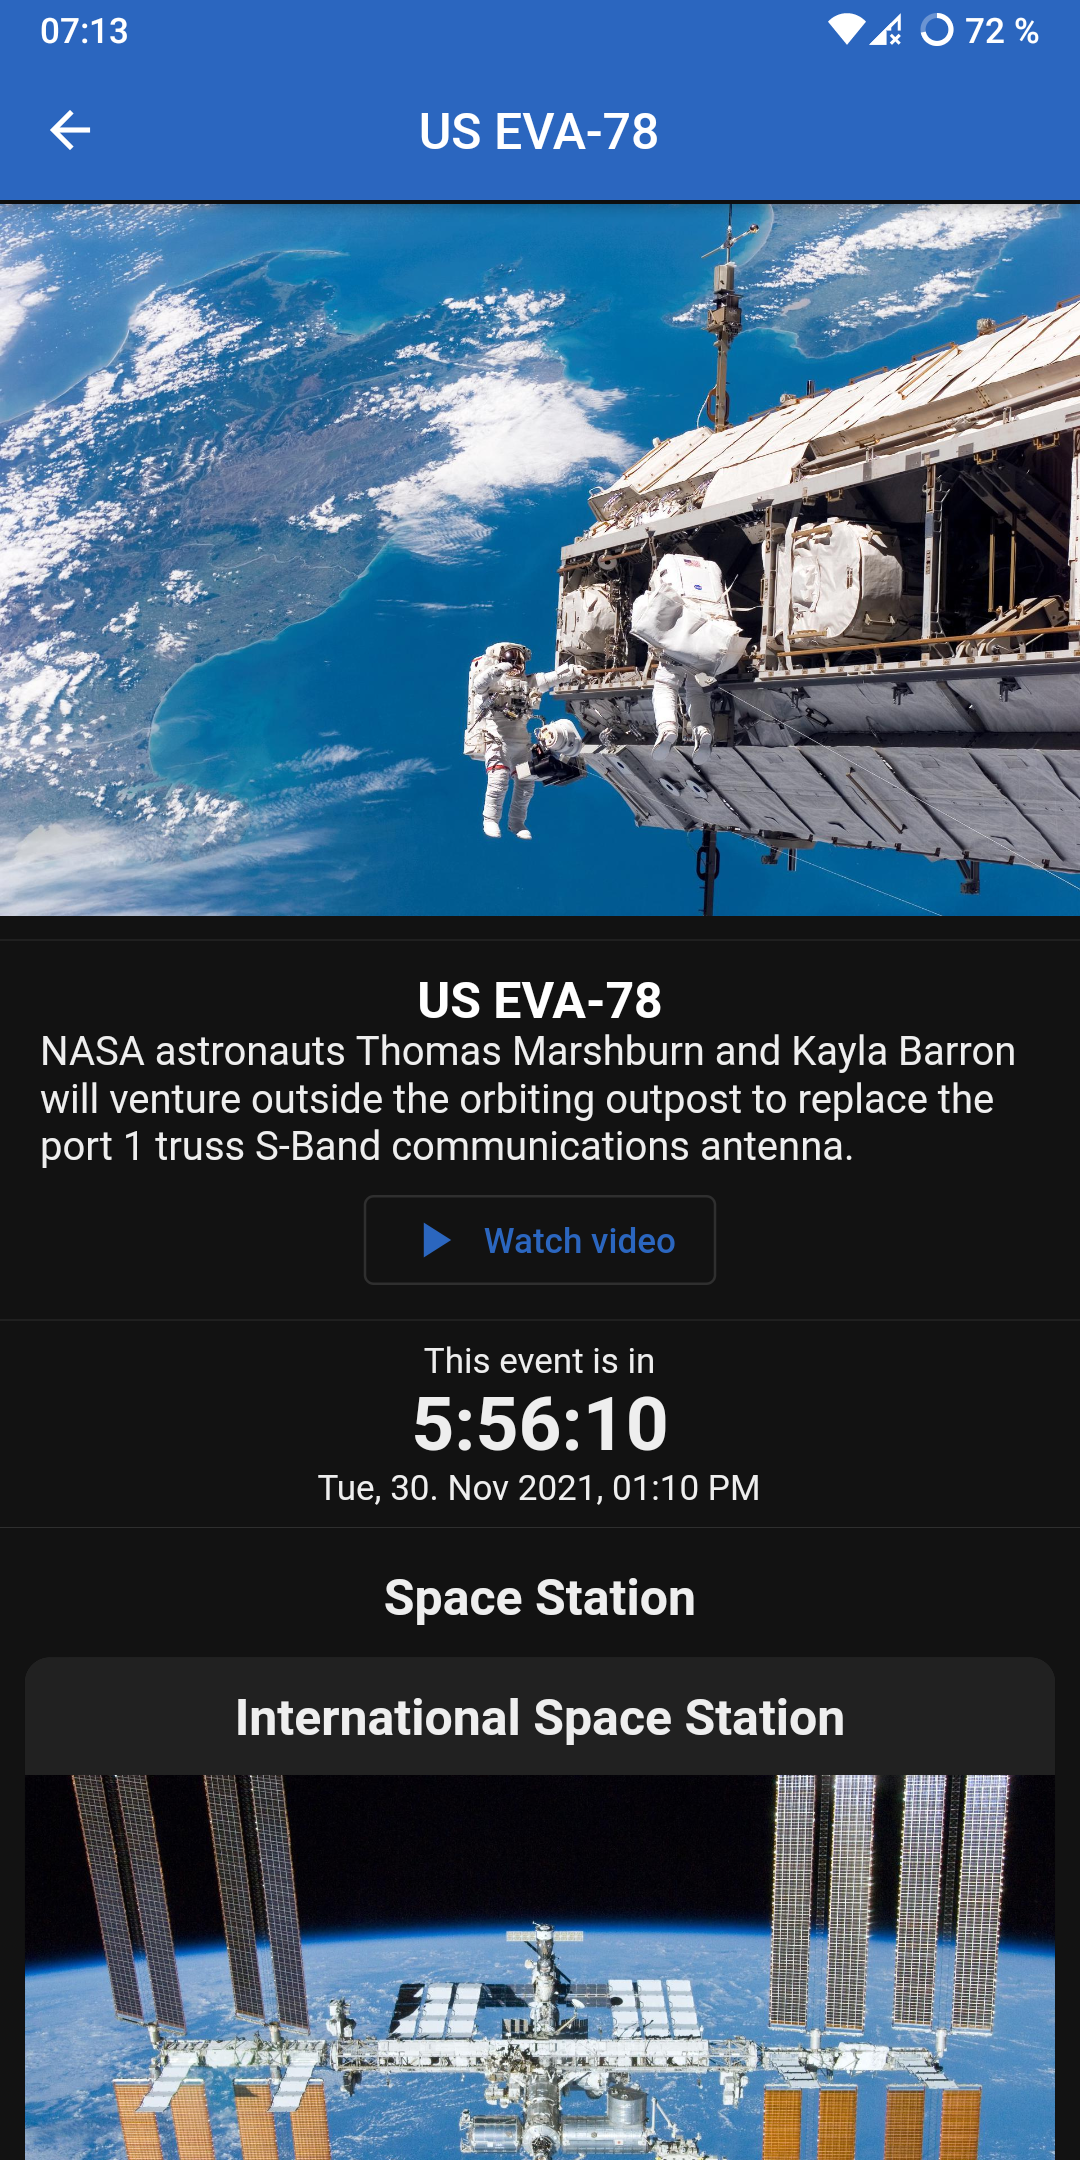 07:13
72 %
US EVA-78
US EVA-78
NASA astronauts Thomas Marshburn and Kayla Barron
will venture outside the orbiting outpost to replace the
port 1 truss S-Band communications antenna.
Watch video
This event is in
5:56:10
Tue, 30. Nov 2021, 01:10 PM
Space Station
International Space Station